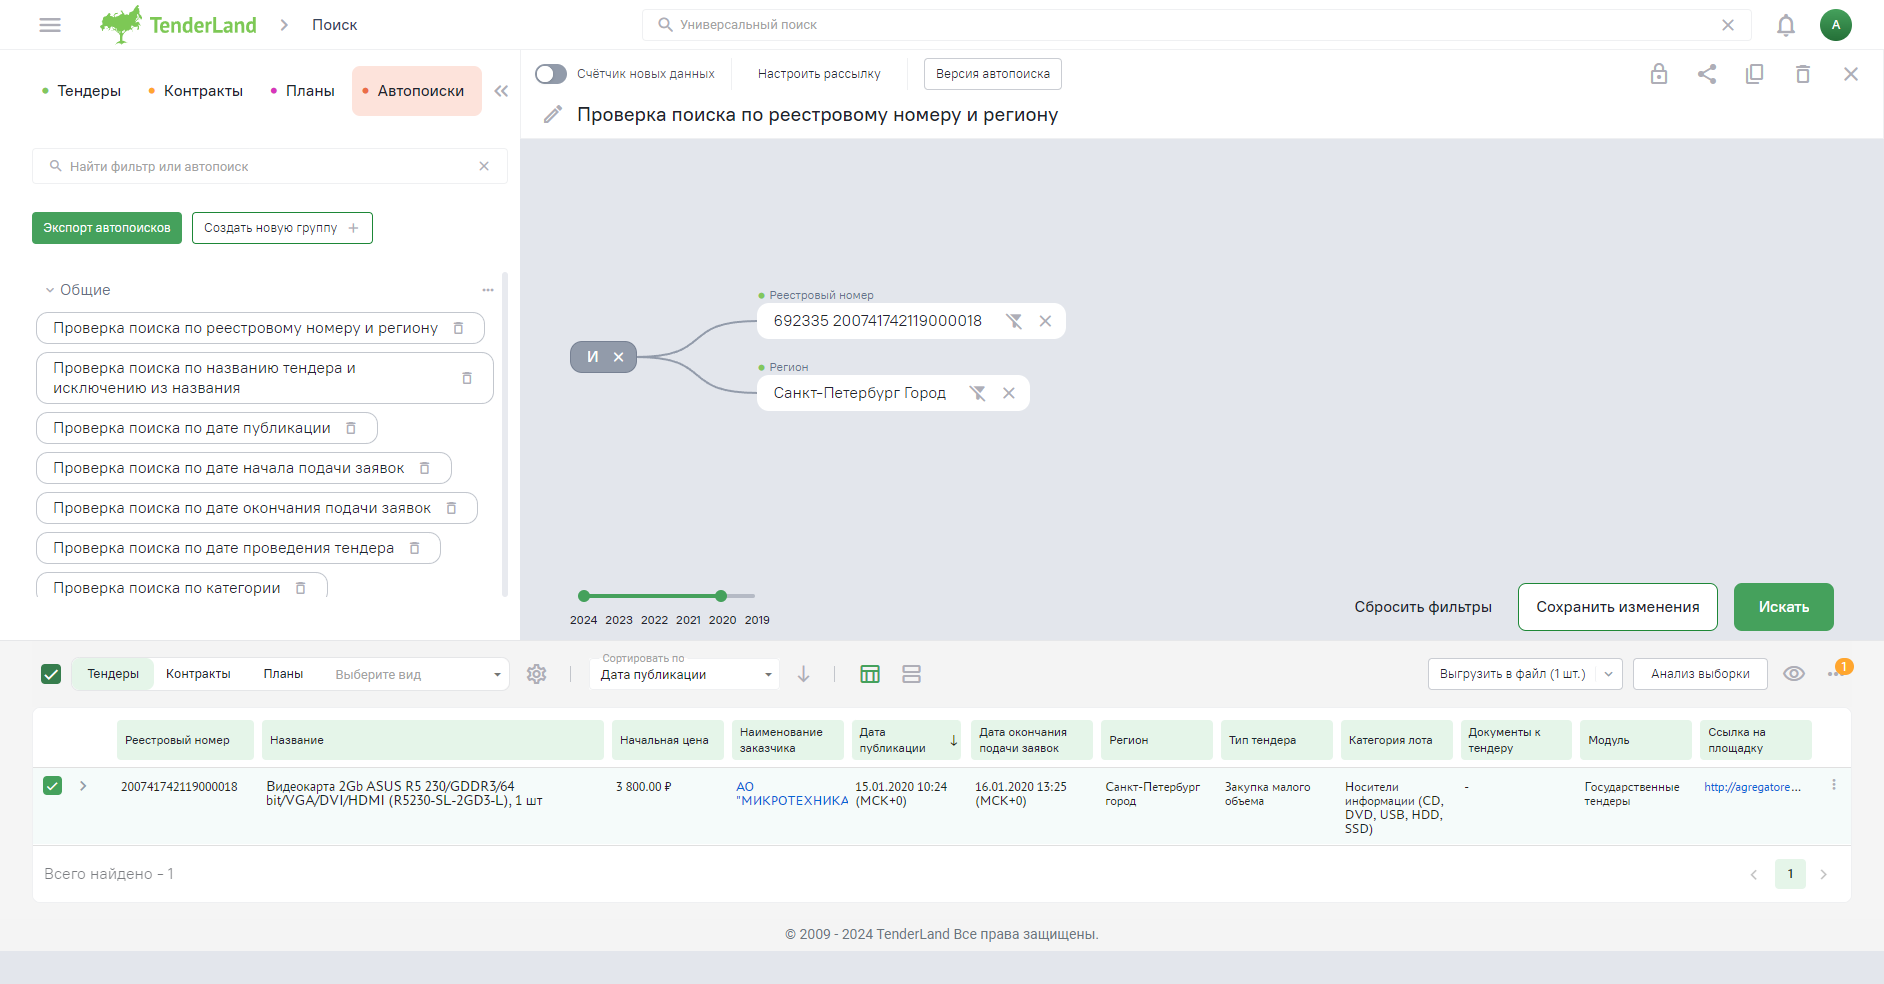 TenderLand
Поиск
Универсальный поиск
А
Тендеры
Контракты
Планы
Автопоиски
Найти фильтр или автопоиск
Экспорт автопоисков
Создать новую группу
Общие
Проверка поиска по реестровому номеру и региону
Проверка поиска по названию тендера и
исключению из названия
Проверка поиска по дате публикации
Проверка поиска по дате начала подачи заявок
Проверка поиска по дате окончания подачи заявок
Проверка поиска по дате проведения тендера
Проверка поиска по категории
Счётчик новых данных
Настроить рассылку
Версия автопоиска
Проверка поиска по реестровому номеру и региону
И
Реестровый номер
692335 200741742119000018
Регион
Санкт-Петербург Город
2024 2023 2022 2021 2020 2019
Сбросить фильтры
Сохранить изменения
Искать
Тендеры
Контракты
Планы
Выберите вид
Сортировать по
Дата публикации
Выгрузить в файл (1 шт.)
Анализ выборки
1
Реестровый номер
Название
Начальная цена
Наименование
заказчика
Дата
публикации
Дата окончания
подачи заявок
Регион
Тип тендера
Категория лота
Документы к
тендеру
Модуль
Ссылка на
площадку
200741742119000018
Видеокарта 2Gb ASUS R5 230/GDDR3/64
bit/VGA/DVI/HDMI (R5230-SL-2GD3-L), 1 шт
3 800.00 ₽
АО
"МИКРОТЕХНИКА
15.01.2020 10:24
(МСК+0)
16.01.2020 13:25
(МСК+0)
Санкт-Петербург
город
Закупка малого
объема
Носители
информации (CD,
DVD, USB, HDD,
SSD)
-
Государственные
тендеры
http://agregatore...
Всего найдено - 1
1
© 2009 - 2024 TenderLand Все права защищены.